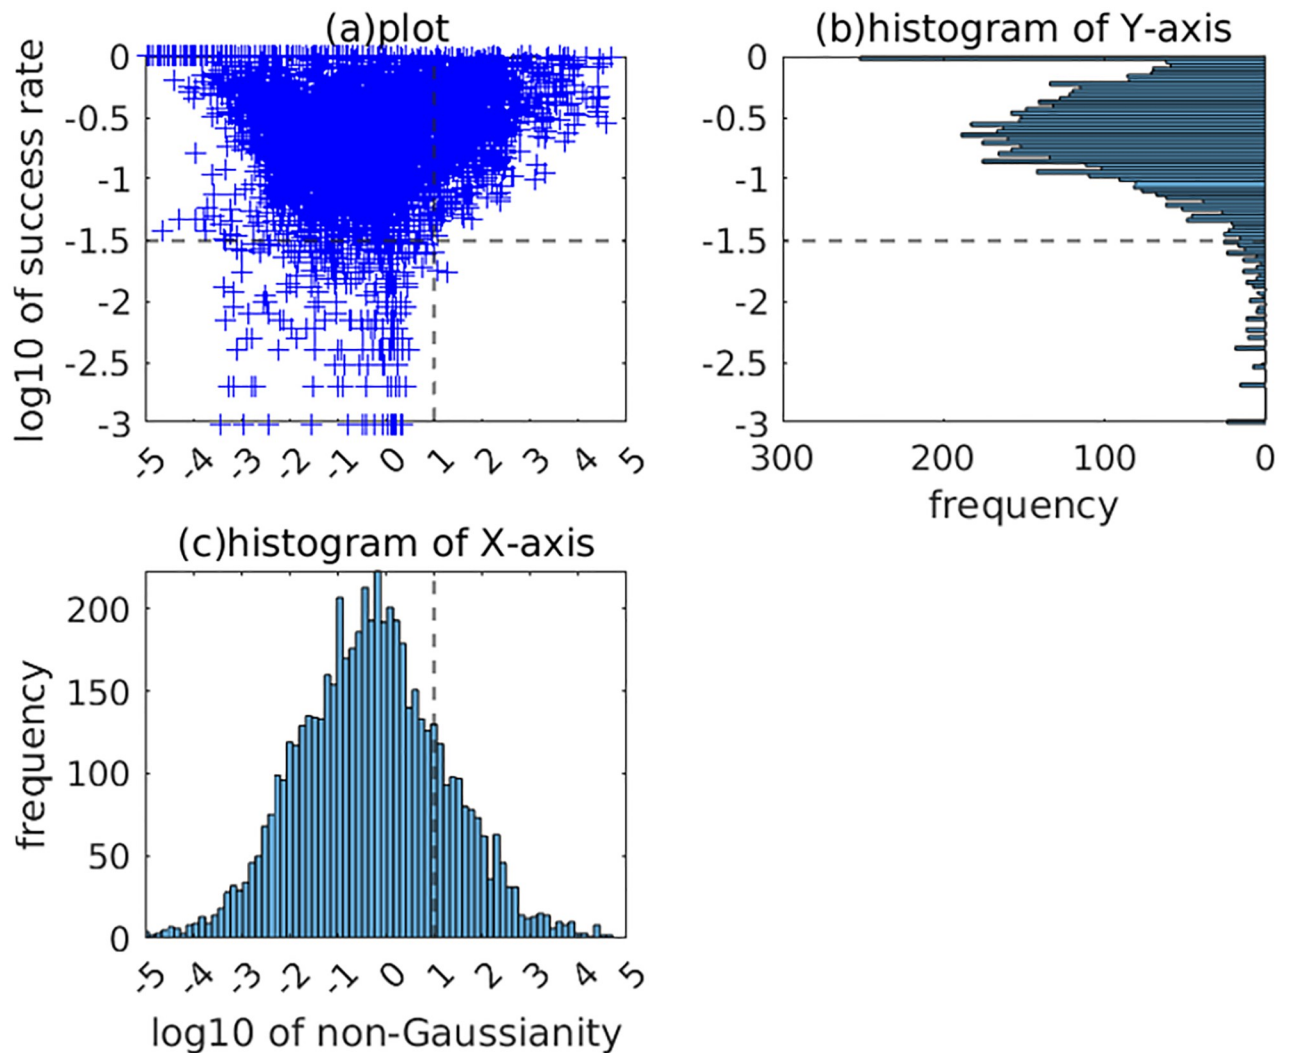 (a)plot
log10 of success rate
0
-0.5
-1
-1.5
-2
-2.5
-3
-5 -4 -3 -2 -1 0 1 2 3 4 5
(b)histogram of Y-axis
0
-0.5
-1
-1.5
-2
-2.5
-3
300 200 100 0
frequency
(c)histogram of X-axis
frequency
200
150
100
50
0
-5 -4 -3 -2 -1 0 1 2 3 4 5
log10 of non-Gaussianity